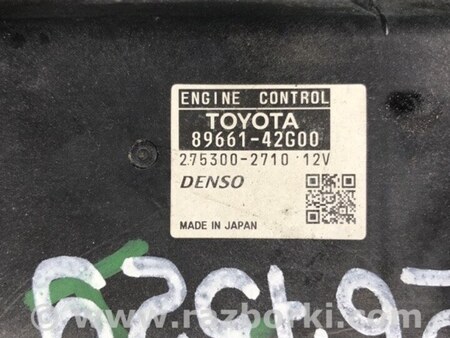 ENGINE CONTROL
TOYOTA
89661-42G00
275300-2710 12V
DENSO
MADE IN JAPAN
© www.razborki.com